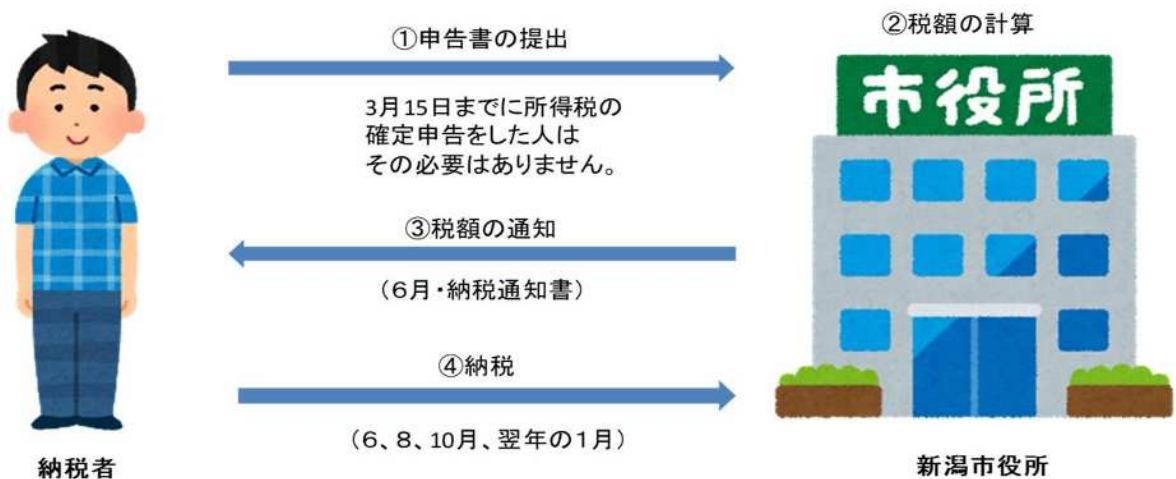 ①申告書の提出
②税額の計算
市役所
3月15日までに所得税の
確定申告をした人は
その必要はありません。
③税額の通知
(6月・納税通知書)
④納税
(6、8、10月、翌年の1月)
納税者
新潟市役所